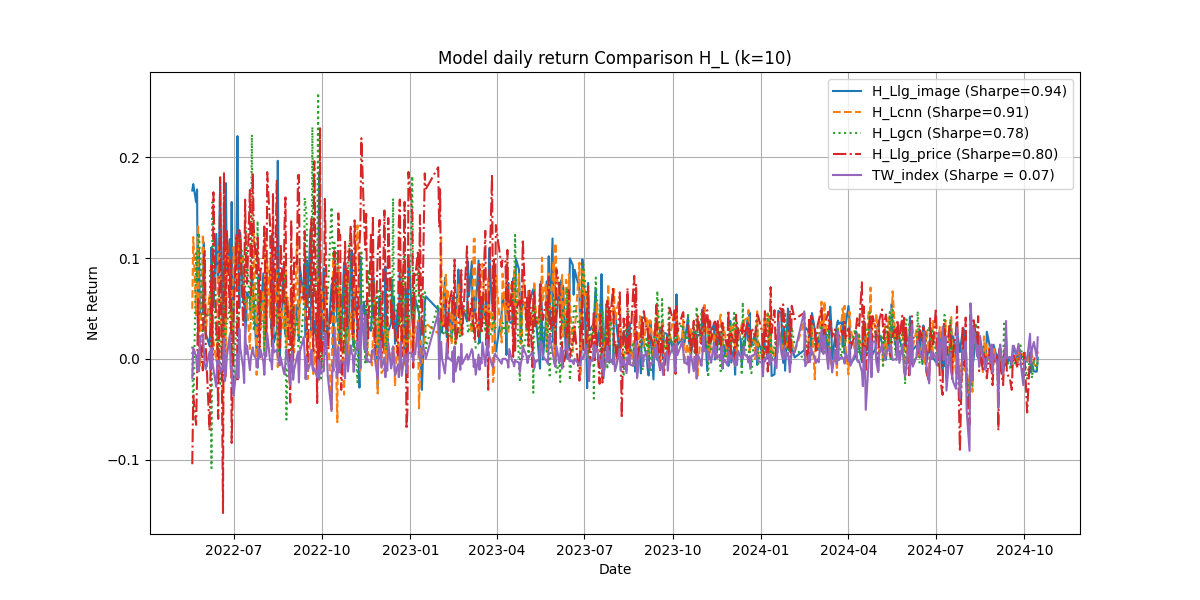 Model daily return Comparison H_L (k=10)
H_Llg_image (Sharpe=0.94)
H_Lcnn (Sharpe=0.91)
H_Lgcn (Sharpe=0.78)
H_Llg_price (Sharpe=0.80)
TW_index (Sharpe = 0.07)
Net Return
0.2
0.1
0.0
−0.1
2022-07 2022-10 2023-01 2023-04 2023-07 2023-10 2024-01 2024-04 2024-07 2024-10
Date